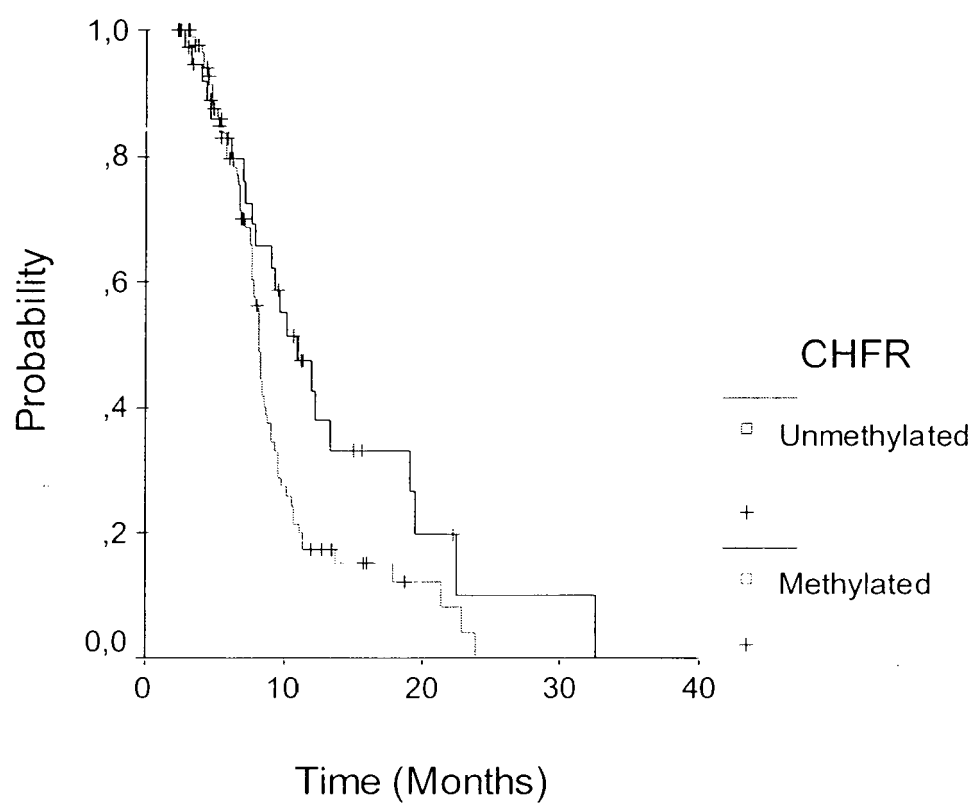 1,0
,8
,6
,4
,2
0,0
Probability
0
10
20
30
40
Time (Months)
CHFR
Unmethylated
Methylated